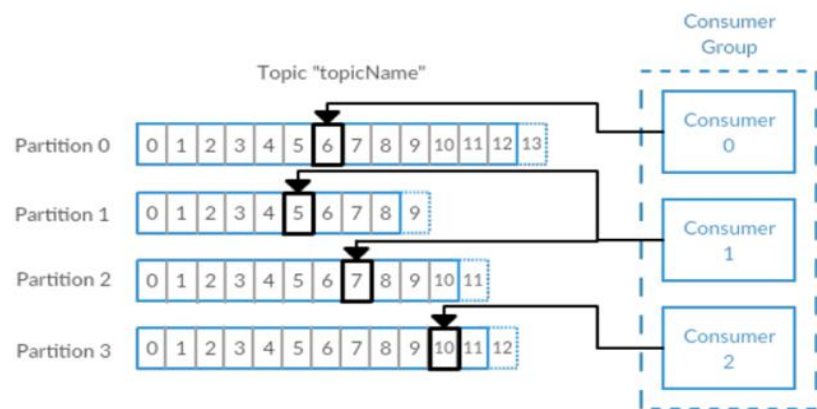 Consumer
Group
Topic "topicName"
Partition 0
0 1 2 3 4 5 6 7 8 9 10 11 12 13
Consumer
0
Partition 1
0 1 2 3 4 5 6 7 8 9
Consumer
1
Partition 2
0 1 2 3 4 5 6 7 8 9 10 11
Partition 3
0 1 2 3 4 5 6 7 8 9 10 11 12
Consumer
2